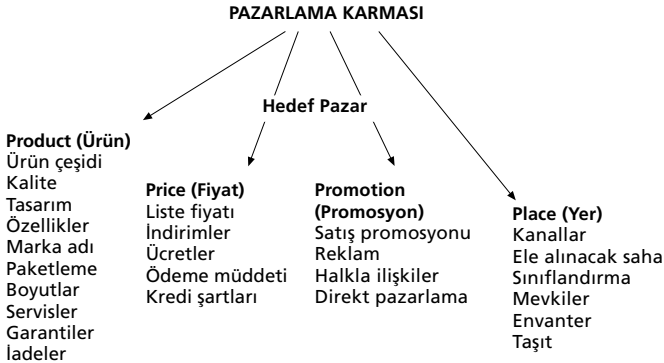 PAZARLAMA KARMASI
Hedef Pazar
Product (Ürün)
Ürün çeşidi
Kalite
Tasarım
Özellikler
Marka adı
Paketleme
Boyutlar
Servisler
Garantiler
İadeler
Price (Fiyat)
Liste fiyatı
İndirimler
Ücretler
Ödeme müddeti
Kredi şartları
Promotion
(Promosyon)
Satış promosyonu
Reklam
Halkla ilişkiler
Direkt pazarlama
Place (Yer)
Kanallar
Ele alınacak saha
Sınıflandırma
Mevkiler
Envanter
Taşıt